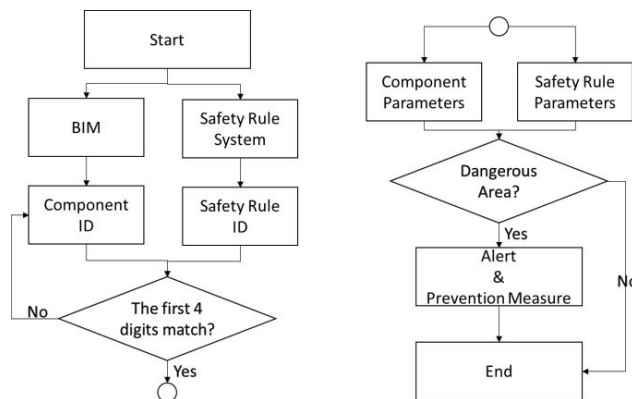 Start
BIM
Safety Rule
System
Component
ID
Safety Rule
ID
No
The first 4
digits match?
Yes
Component
Parameters
Safety Rule
Parameters
Dangerous
Area?
Yes
Alert
&
Prevention Measure
No
End